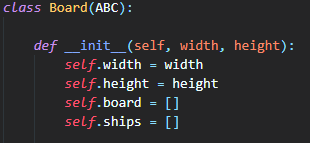 class Board(ABC):
def __init__(self, width, height):
self.width = width
self.height = height
self.board = []
self.ships = []